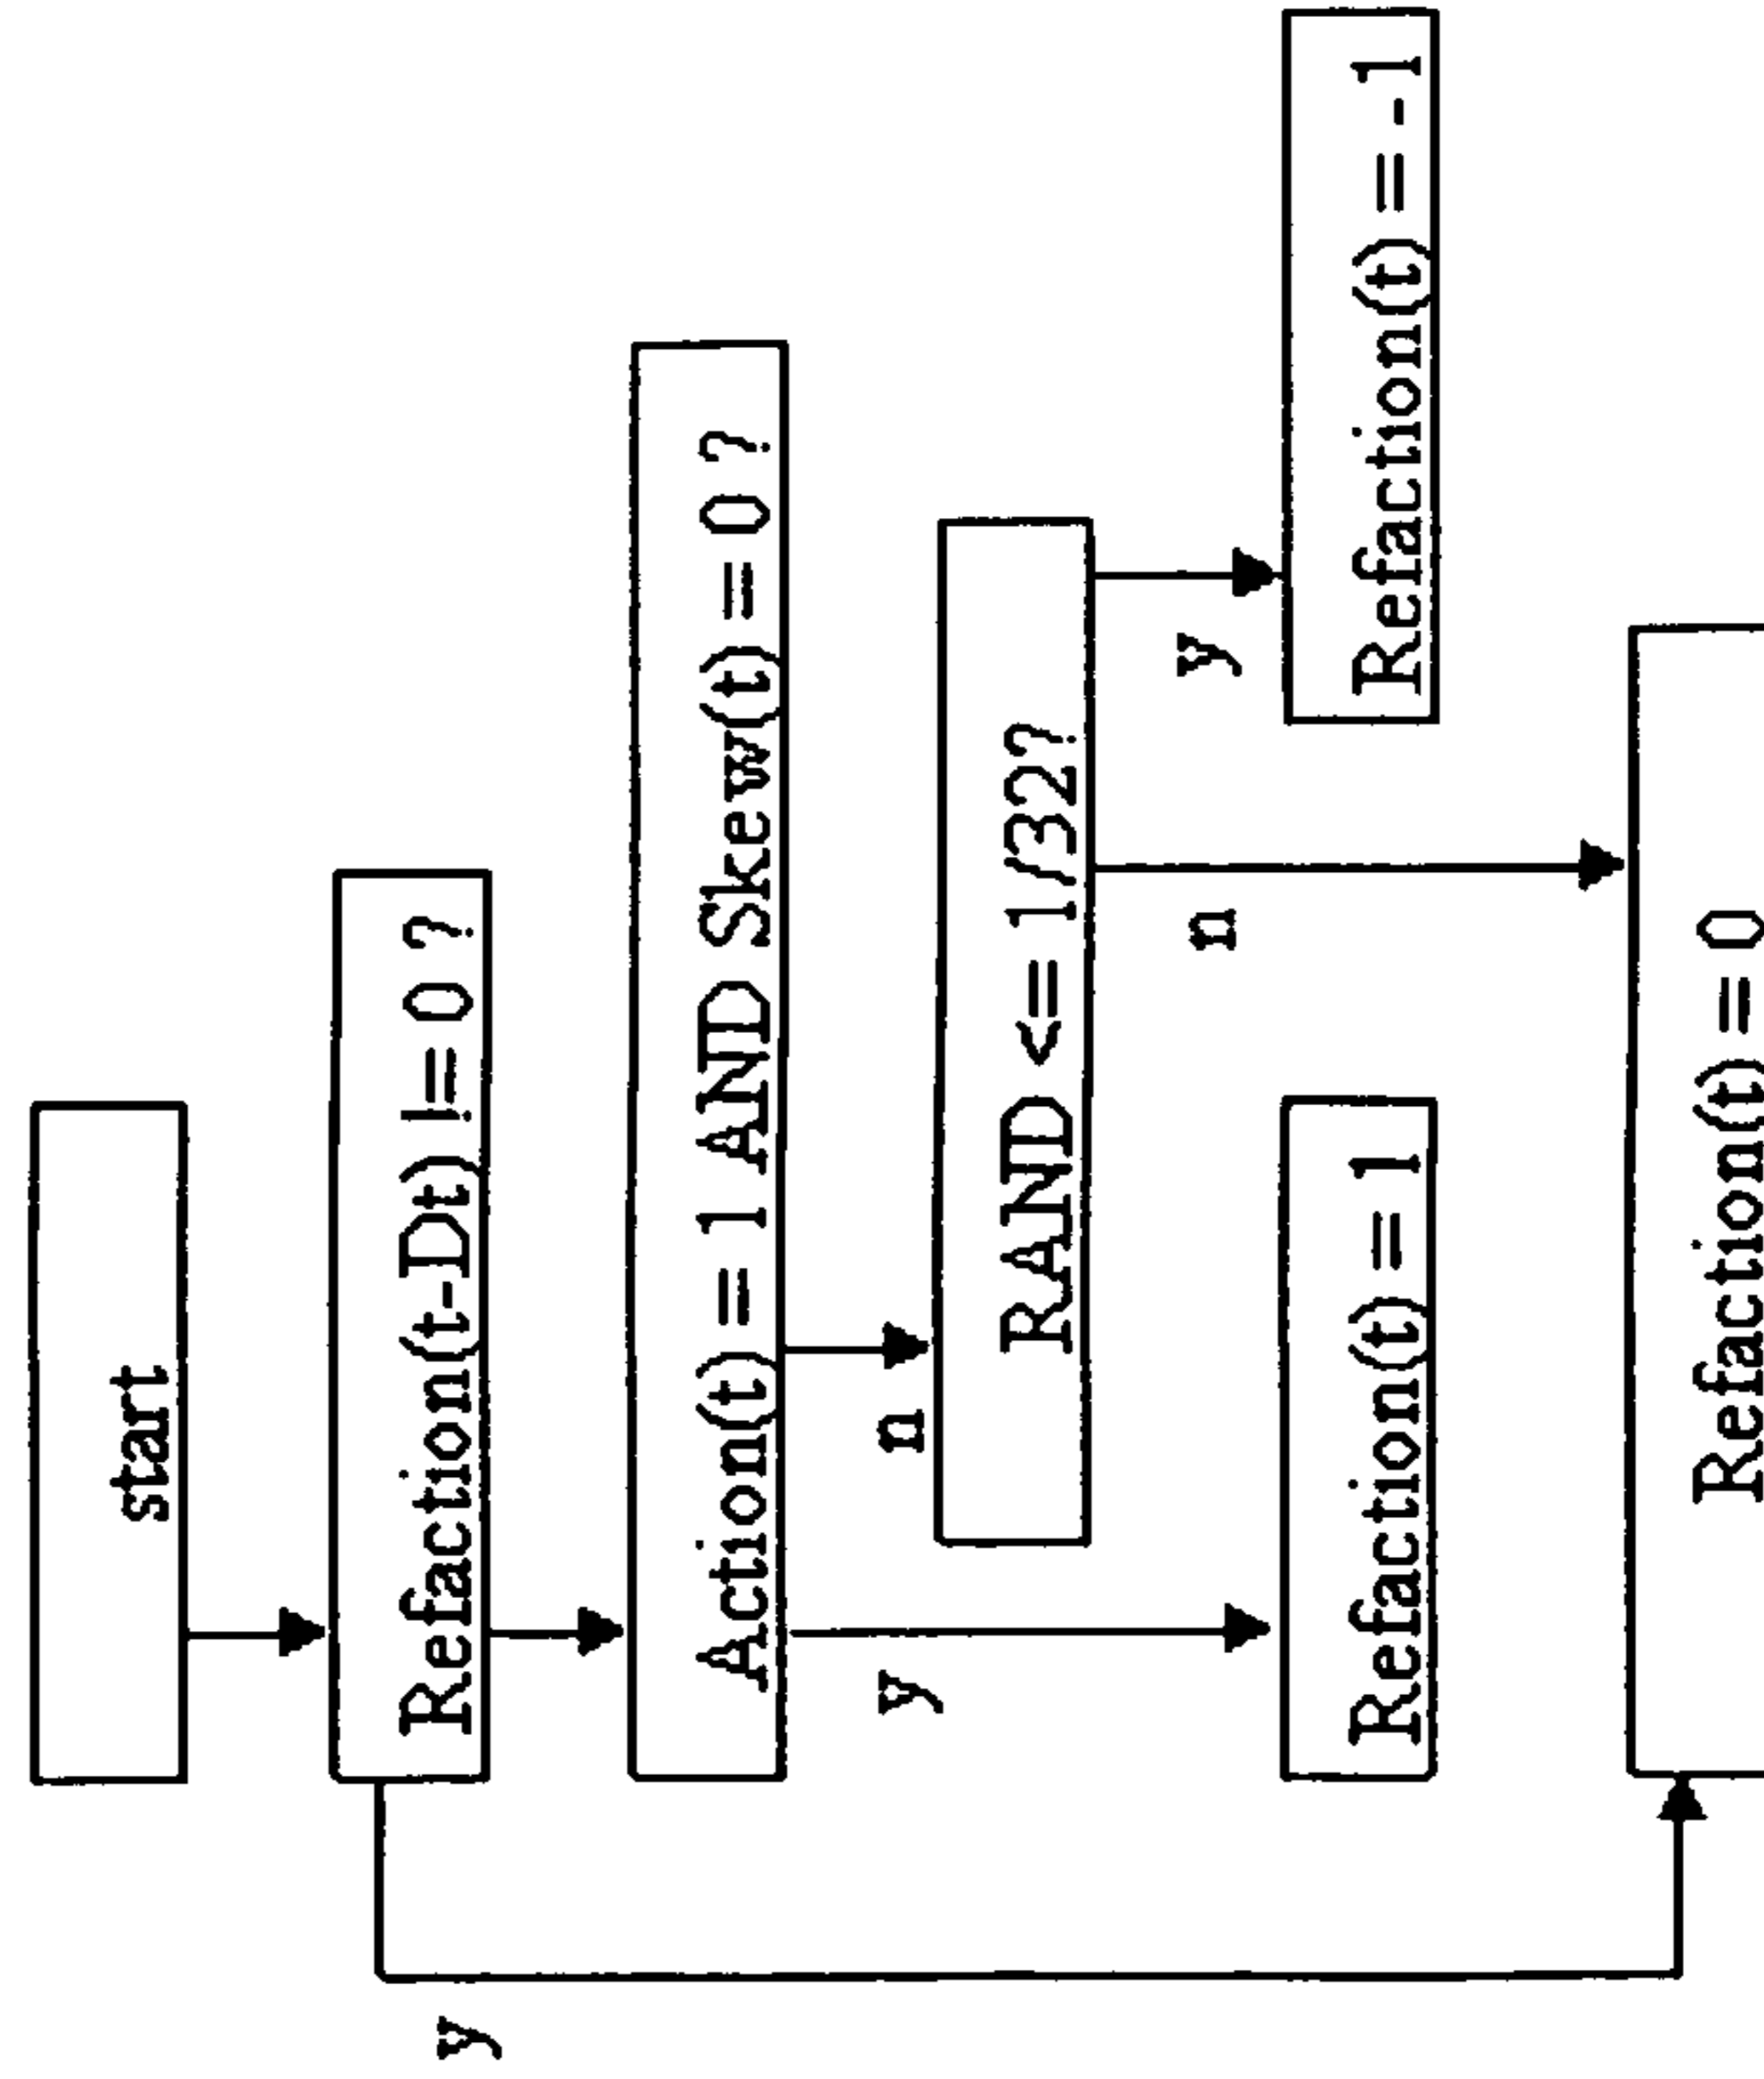 start
Refaction(t-Dt) != 0 ?
y
Action(t) = 1 AND Skew(t) = 0 ?
y
n
RAND <= 1/32?
n
y
Refaction(t) = 1
Refaction(t) = - 1
Refaction(t) = 0